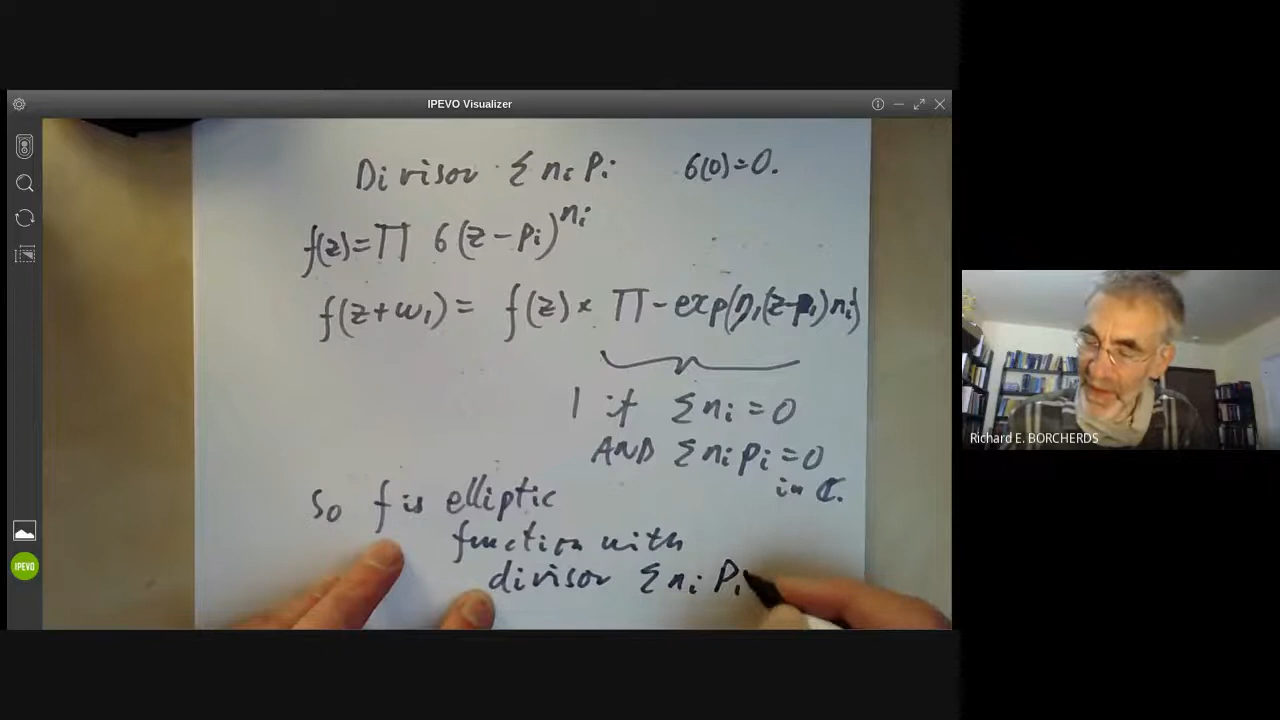 IPEVO Visualizer
Divisor Σ nᵢ Pᵢ σ(0)=0.
f(z)=∏ σ(z-pᵢ)^nᵢ
f(z+ω₁) = f(z) × ∏ - exp(η₁(z-pᵢ)nᵢ)
1 if Σ nᵢ = 0
AND Σ nᵢ pᵢ = 0
in ℂ.
So f is elliptic
function with
divisor Σ nᵢ Pᵢ
IPEVO
Richard E. BORCHERDS